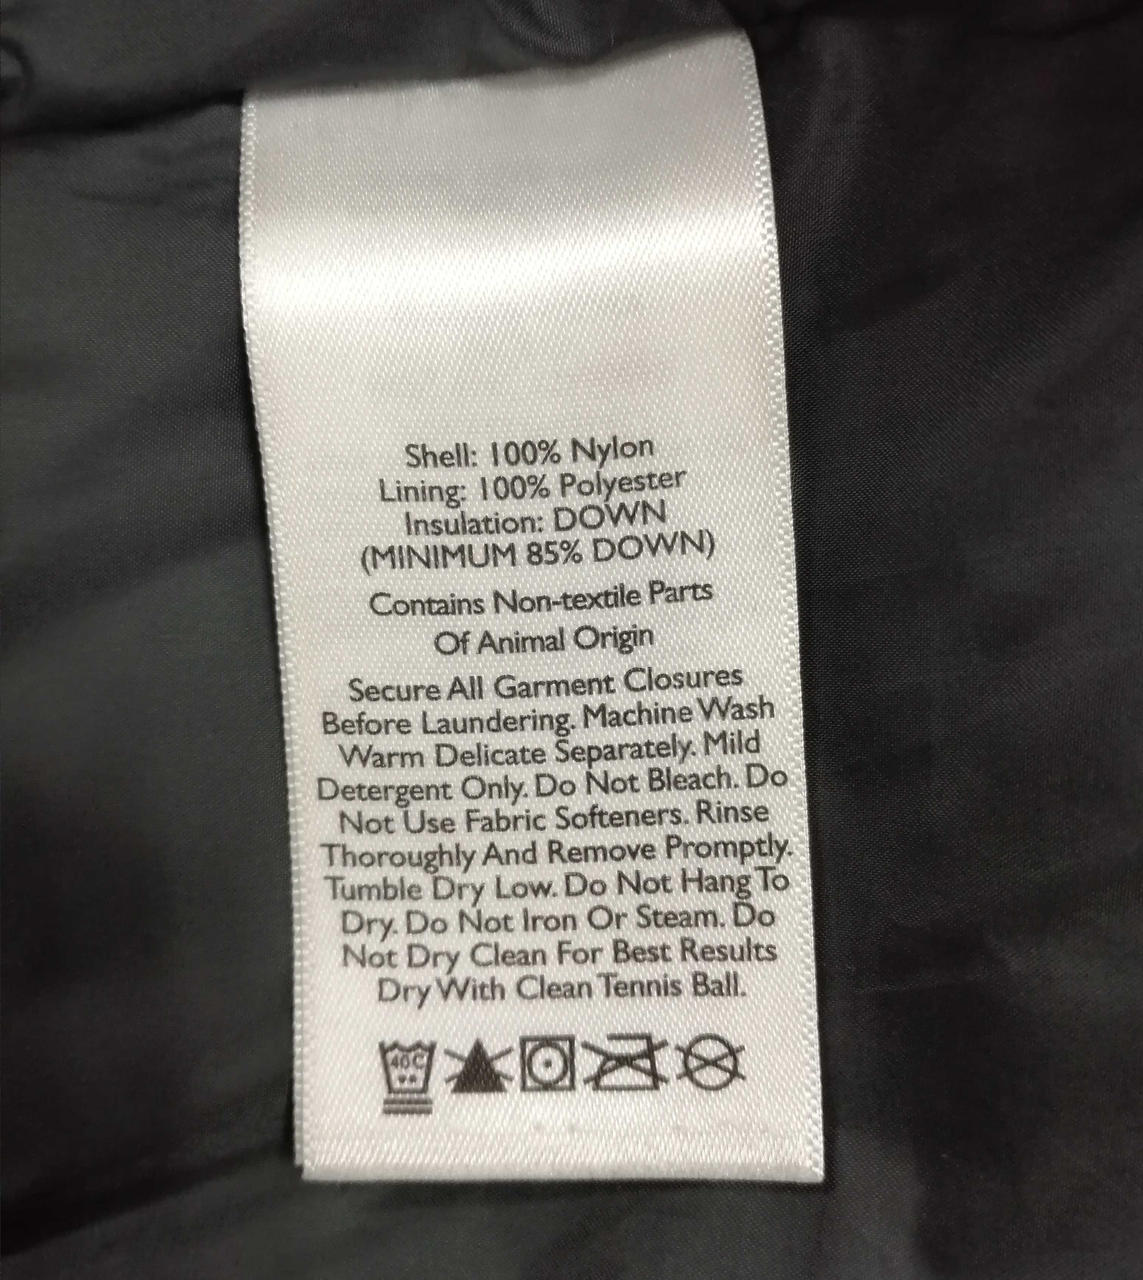 Shell: 100% Nylon
Lining: 100% Polyester
Insulation: DOWN
(MINIMUM 85% DOWN)
Contains Non-textile Parts
Of Animal Origin
Secure All Garment Closures
Before Laundering. Machine Wash
Warm Delicate Separately. Mild
Detergent Only. Do Not Bleach. Do
Not Use Fabric Softeners. Rinse
Thoroughly And Remove Promptly.
Tumble Dry Low. Do Not Hang To
Dry. Do Not Iron Or Steam. Do
Not Dry Clean For Best Results
Dry With Clean Tennis Ball.
40C